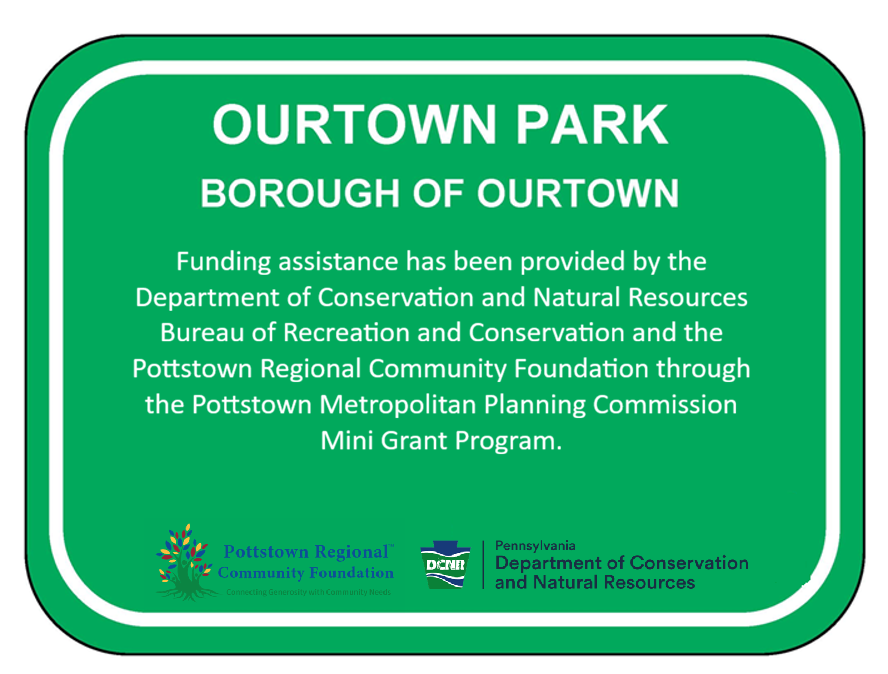 OURTOWN PARK
BOROUGH OF OURTOWN
Funding assistance has been provided by the
Department of Conservation and Natural Resources
Bureau of Recreation and Conservation and the
Pottstown Regional Community Foundation through
the Pottstown Metropolitan Planning Commission
Mini Grant Program.
Pottstown Regional™
Community Foundation
Connecting Generosity with Community Needs
DCNR
Pennsylvania
Department of Conservation
and Natural Resources